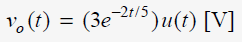 vₒ(t) = (3e^{-2t/5})u(t) [V]